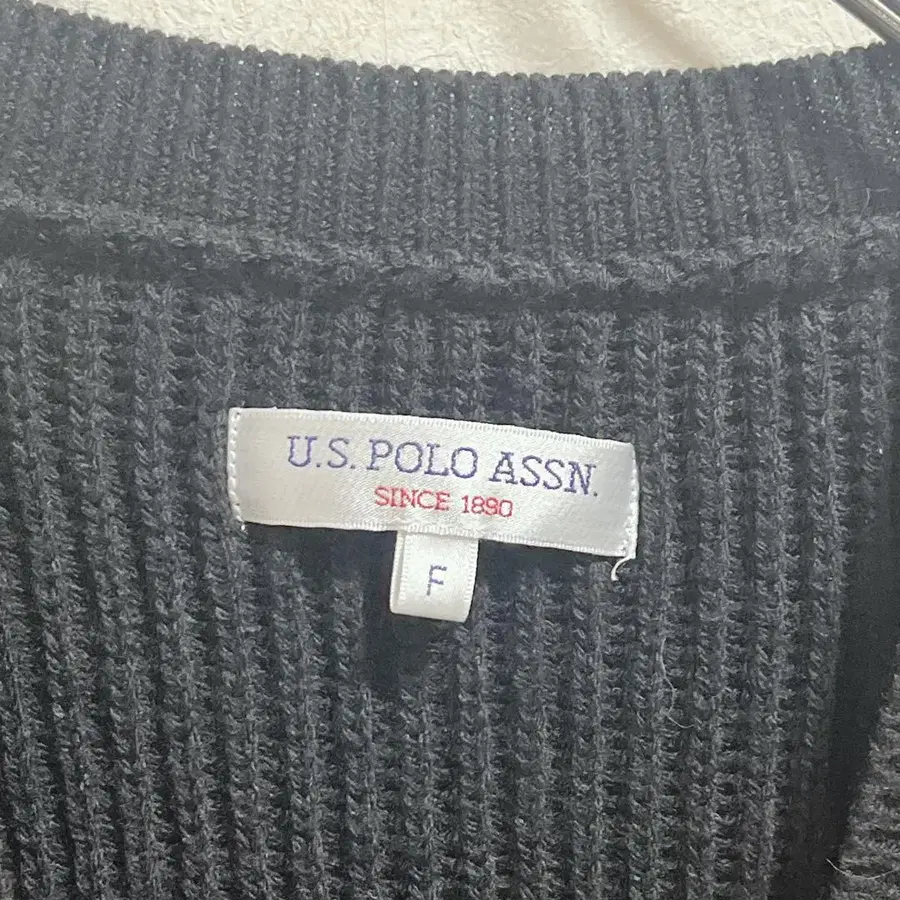 U.S. POLO ASSN.
SINCE 1890
F